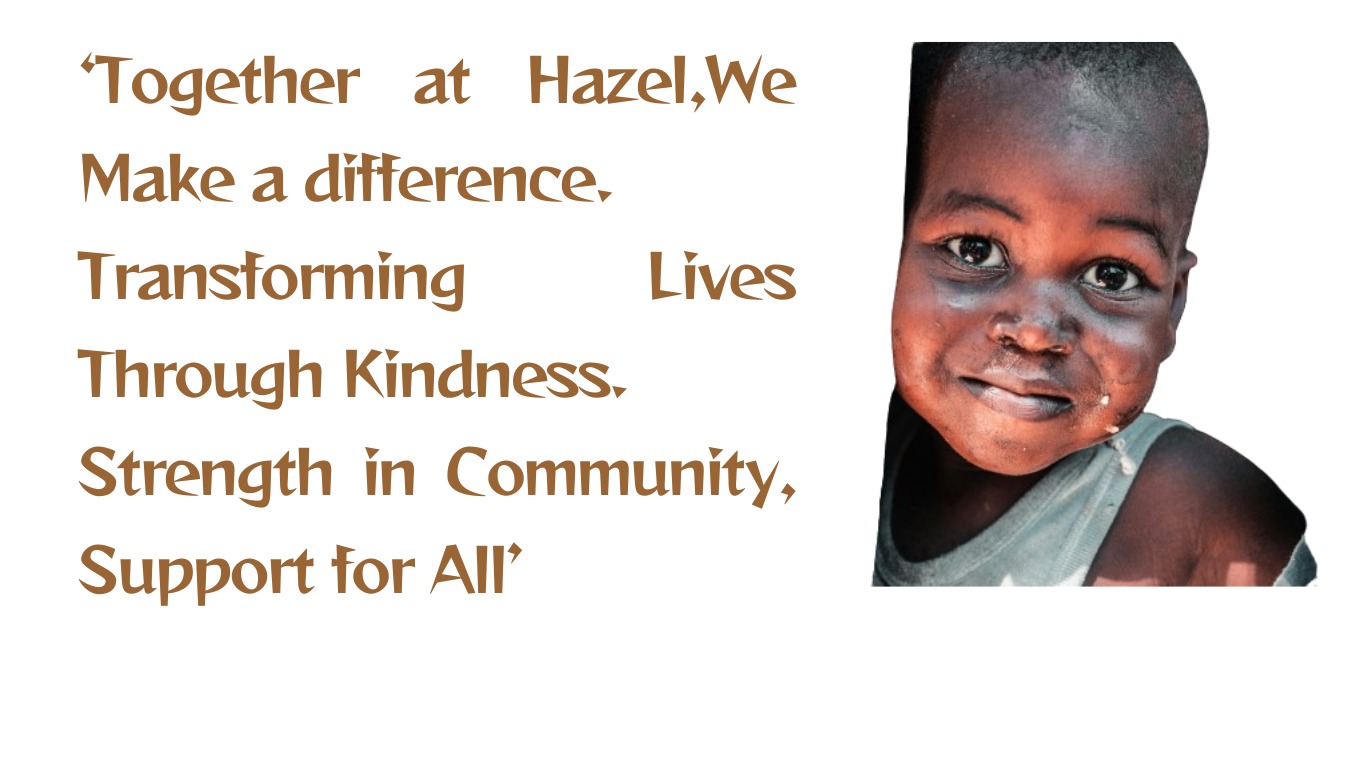 ‘Together at Hazel,We
Make a difference.
Transforming Lives
Through Kindness.
Strength in Community,
Support for All’